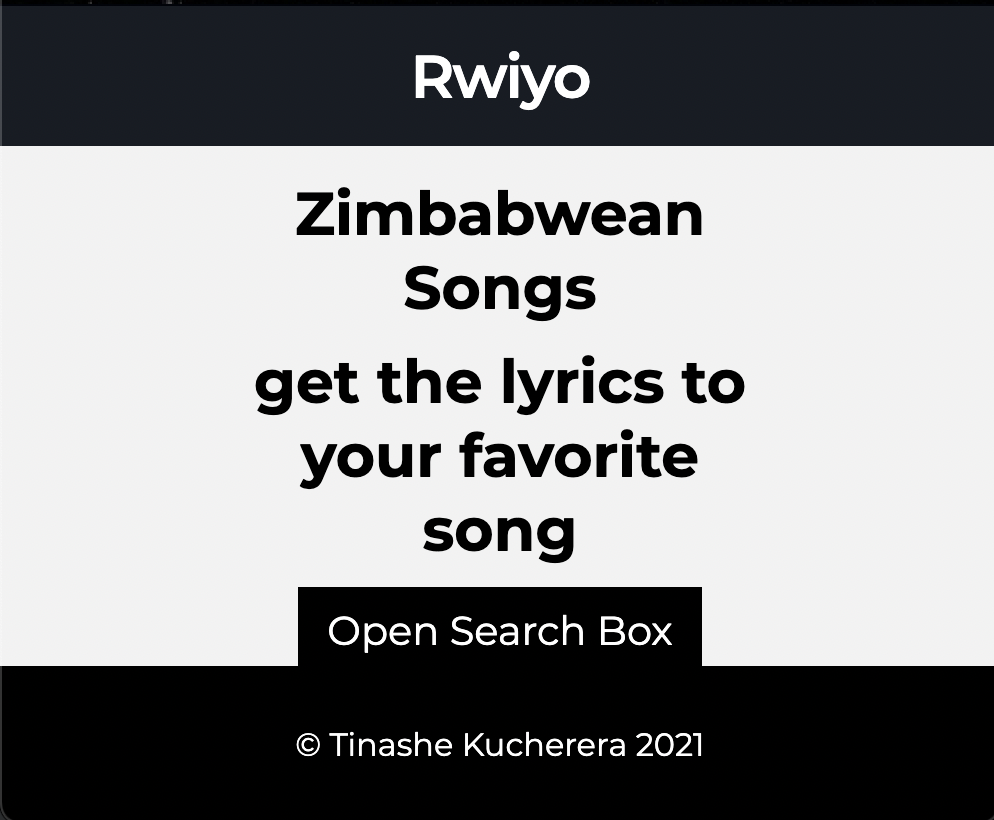 Rwiyo
Zimbabwean
Songs
get the lyrics to
your favorite
song
Open Search Box
© Tinashe Kucherera 2021